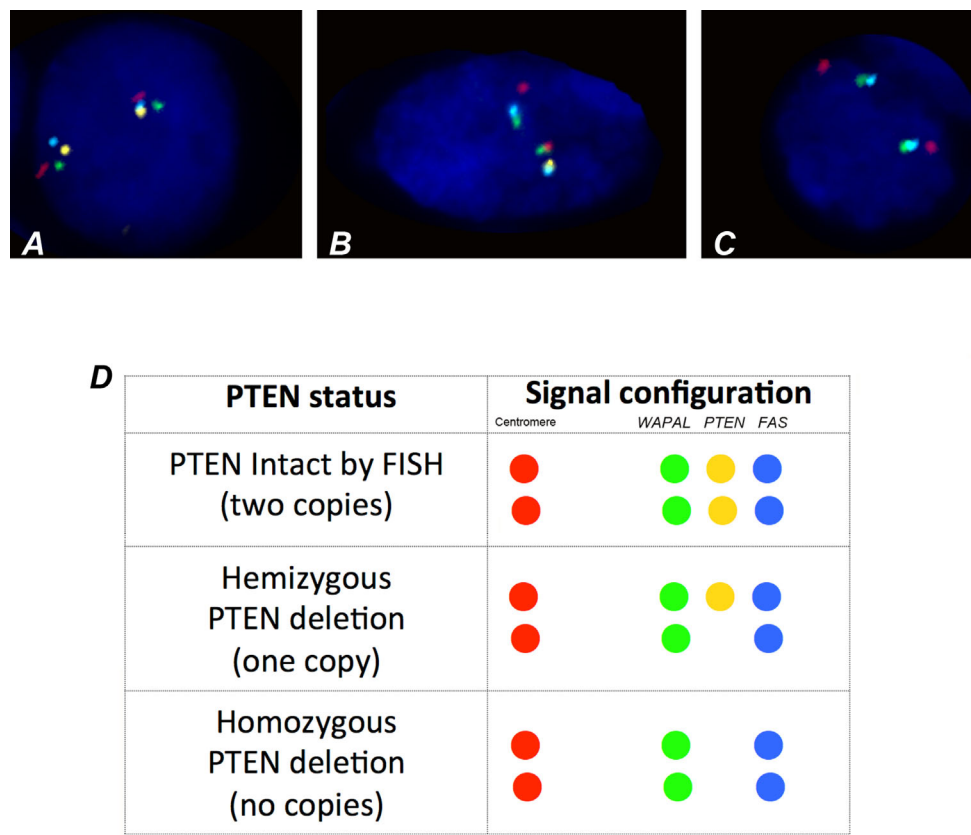 A
B
C
D
PTEN status
Signal configuration
Centromere WAPAL PTEN FAS
PTEN Intact by FISH
(two copies)
Hemizygous
PTEN deletion
(one copy)
Homozygous
PTEN deletion
(no copies)